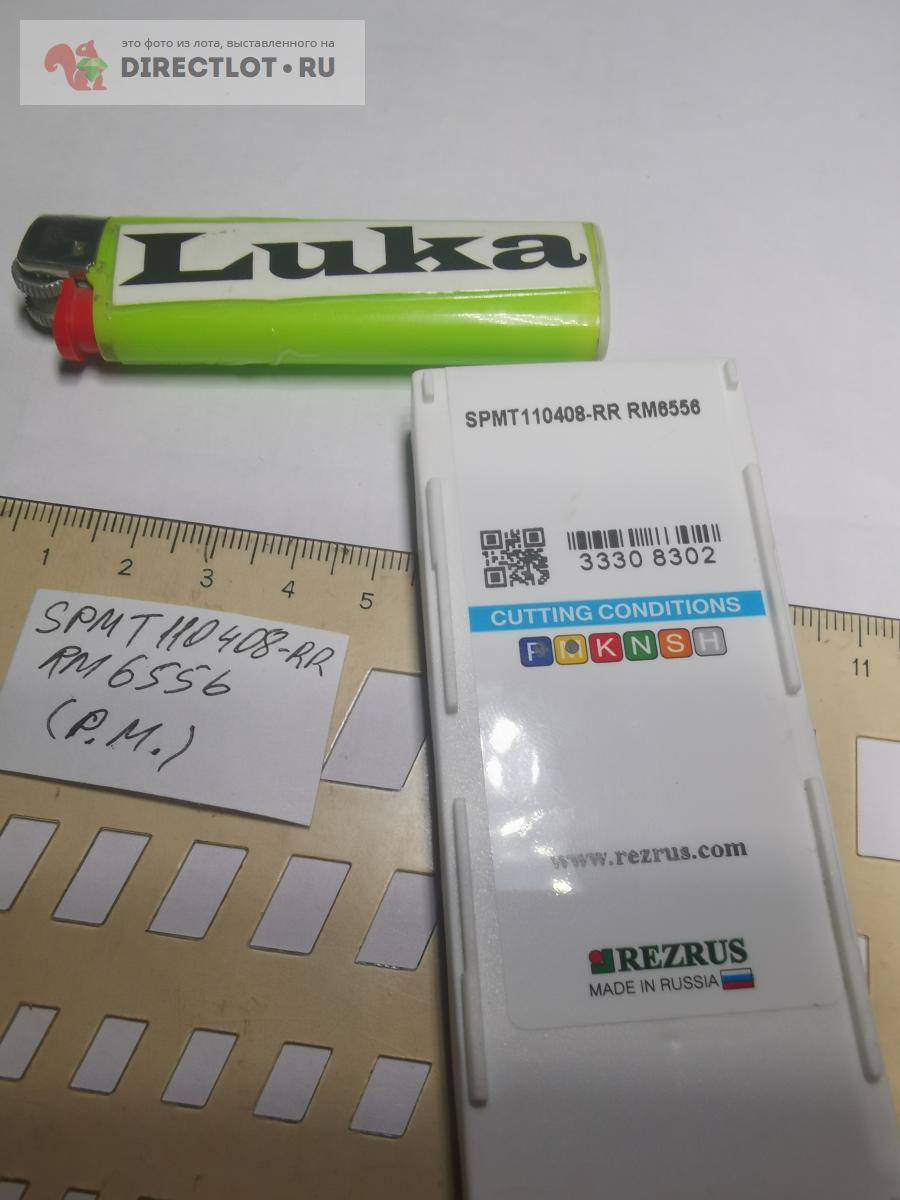 это фото из лота, выставленного на
DIRECTLOT.RU
Luka
SPMT110408-RR RM6556
3330 8302
CUTTING CONDITIONS
P M K N S H
www.rezrus.com
REZRUS
MADE IN RUSSIA
1 2 3 4 5 11
SPMT110408-RR
RM6556
(P.M.)